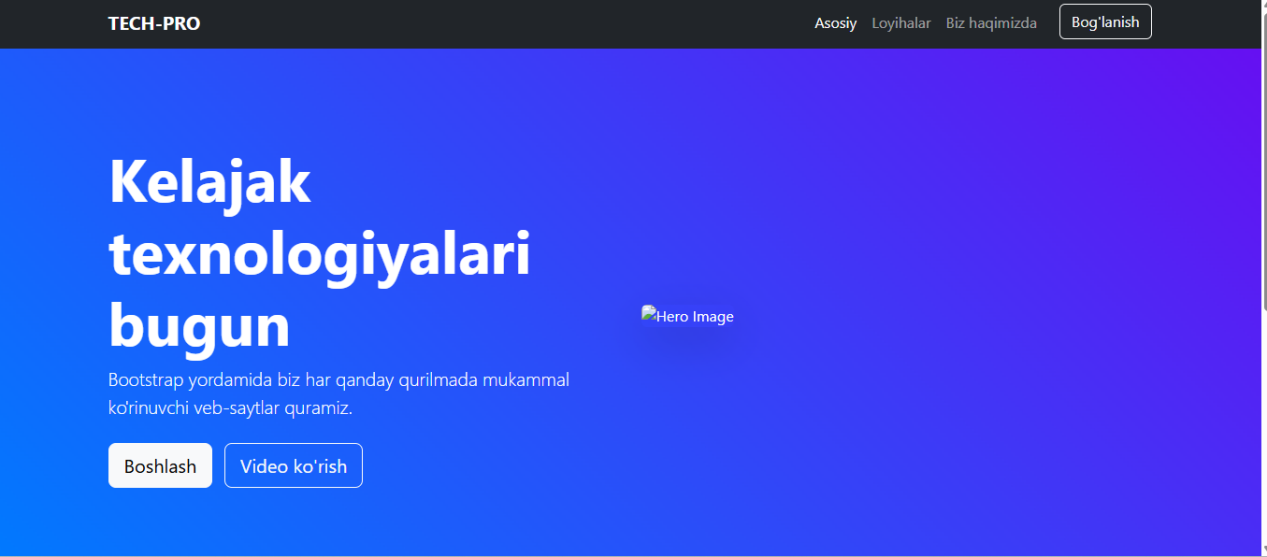 TECH-PRO
Asosiy
Loyihalar
Biz haqimizda
Bog'lanish
Kelajak
texnologiyalari
bugun
Bootstrap yordamida biz har qanday qurilmada mukammal
ko'rinuvchi veb-saytlar quramiz.
Boshlash
Video ko'rish
Hero Image